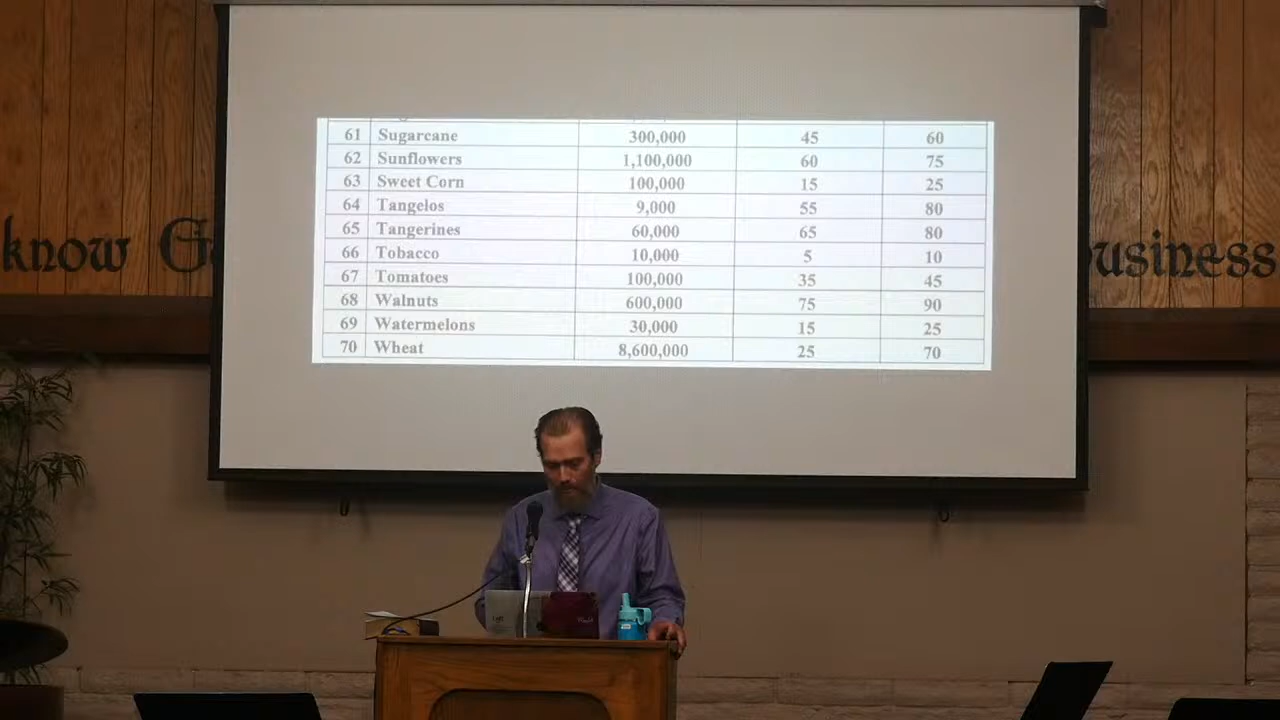 61 Sugarcane 300,000 45 60
62 Sunflowers 1,100,000 60 75
63 Sweet Corn 100,000 15 25
64 Tangelos 9,000 55 80
65 Tangerines 60,000 65 80
66 Tobacco 10,000 5 10
67 Tomatoes 100,000 35 45
68 Walnuts 600,000 75 90
69 Watermelons 30,000 15 25
70 Wheat 8,600,000 25 70
know G
usiness